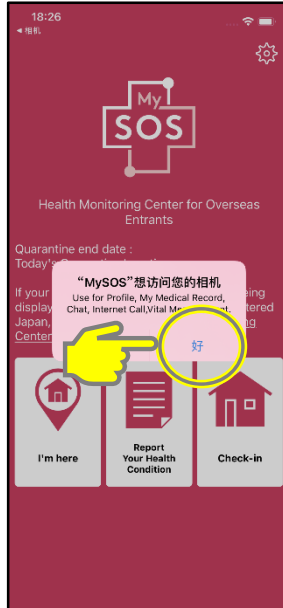 18:26
◀相机
My
SOS
Health Monitoring Center for Overseas
Entrants
Quarantine end date :
Today's
“MySOS”想访问您的相机
Use for Profile, My Medical Record,
Chat, Internet Call,Vital
If your
being
display
tered
Japan,
Center
好
I'm here
Report
Your Health
Condition
Check-in